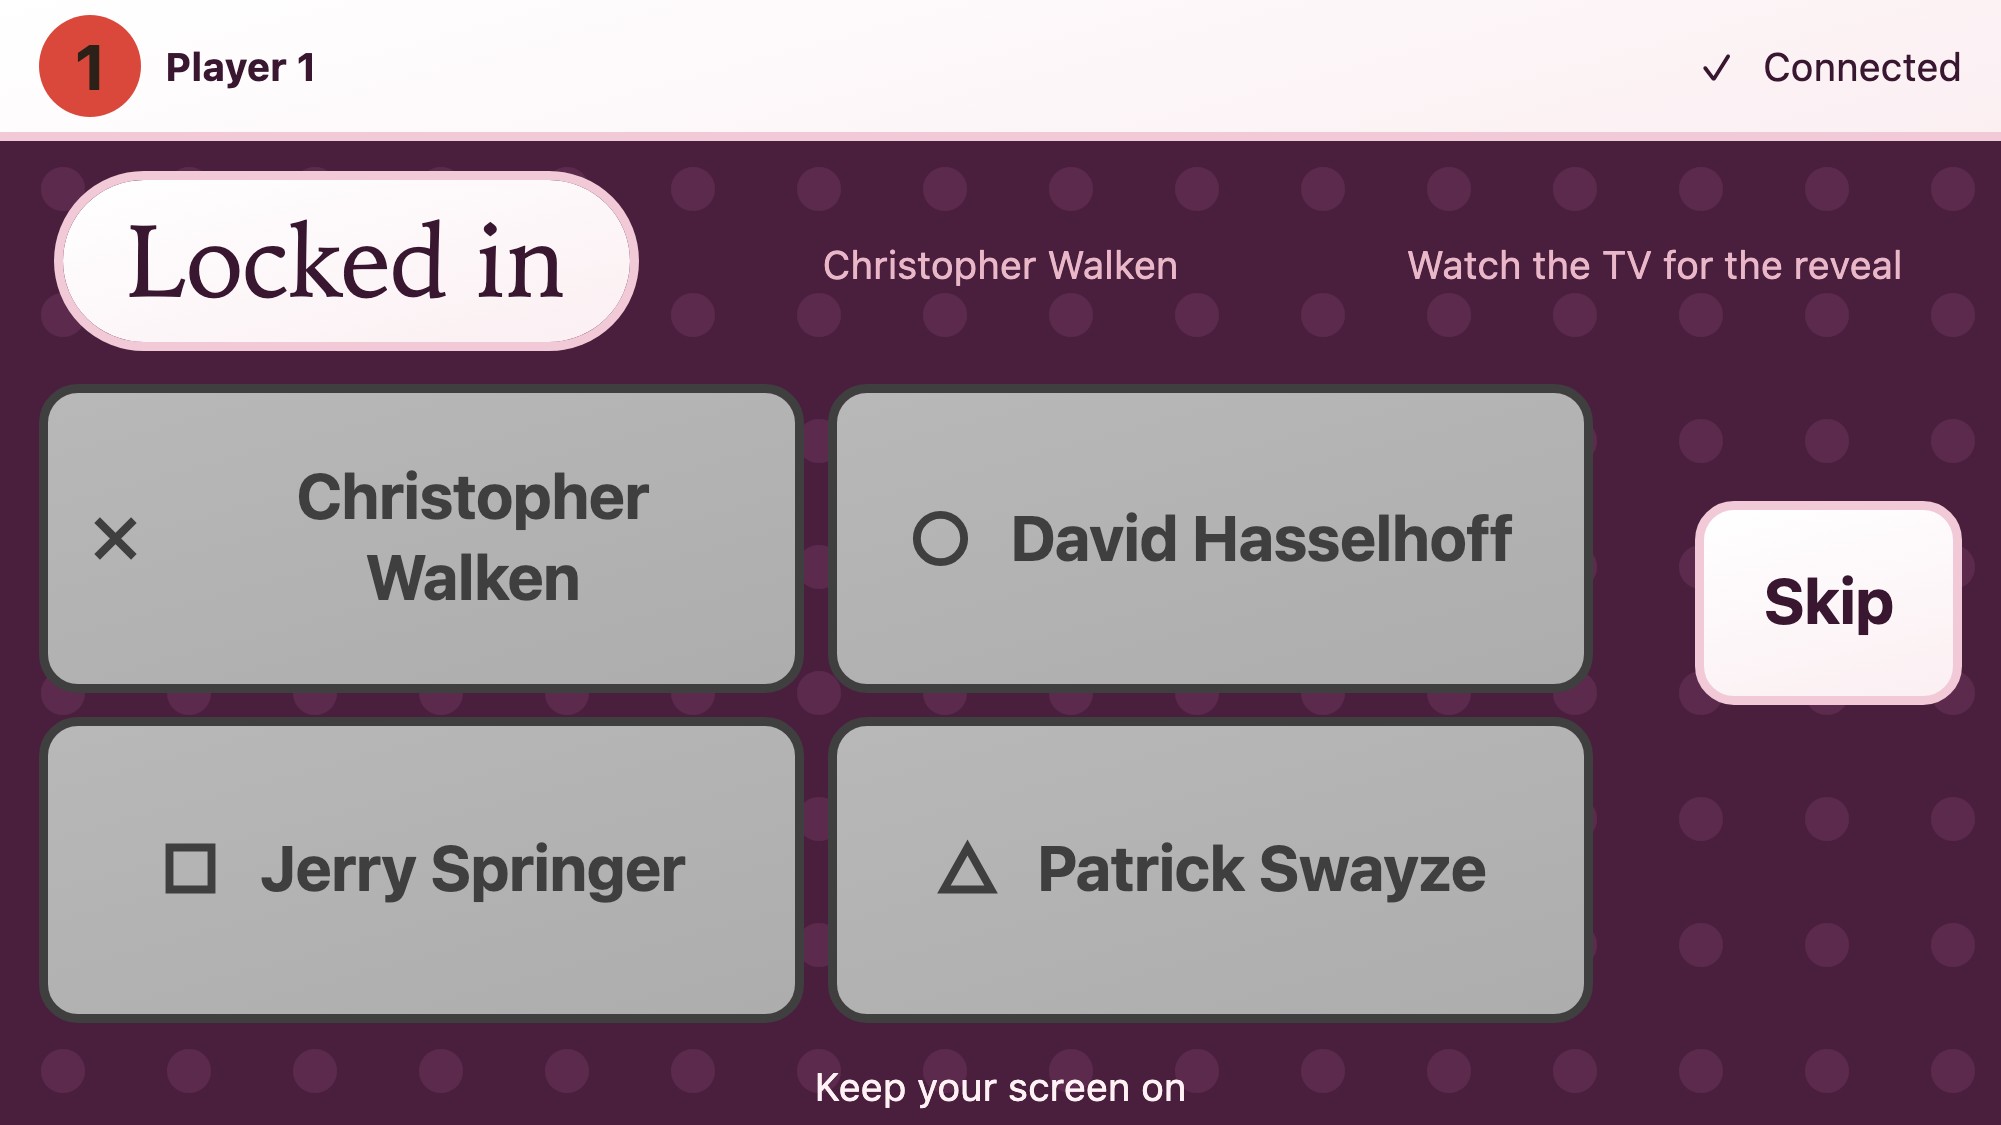 1
Player 1
✓ Connected
Locked in
Christopher Walken
Watch the TV for the reveal
Christopher
Walken
David Hasselhoff
Jerry Springer
Patrick Swayze
Skip
Keep your screen on